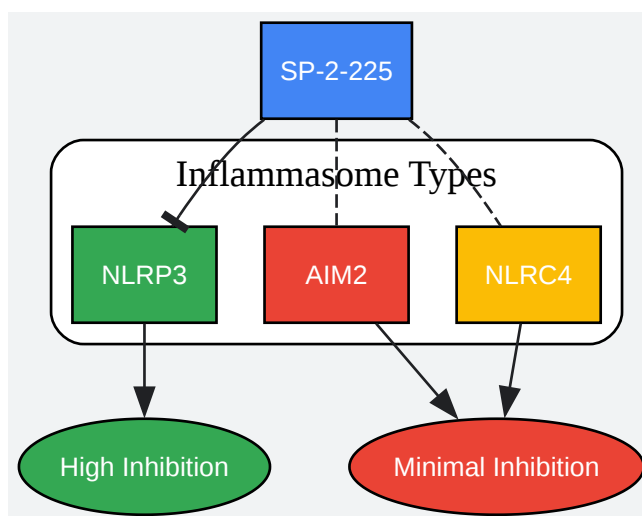 SP-2-225
Inflammasome Types
NLRP3
AIM2
NLRC4
High Inhibition
Minimal Inhibition